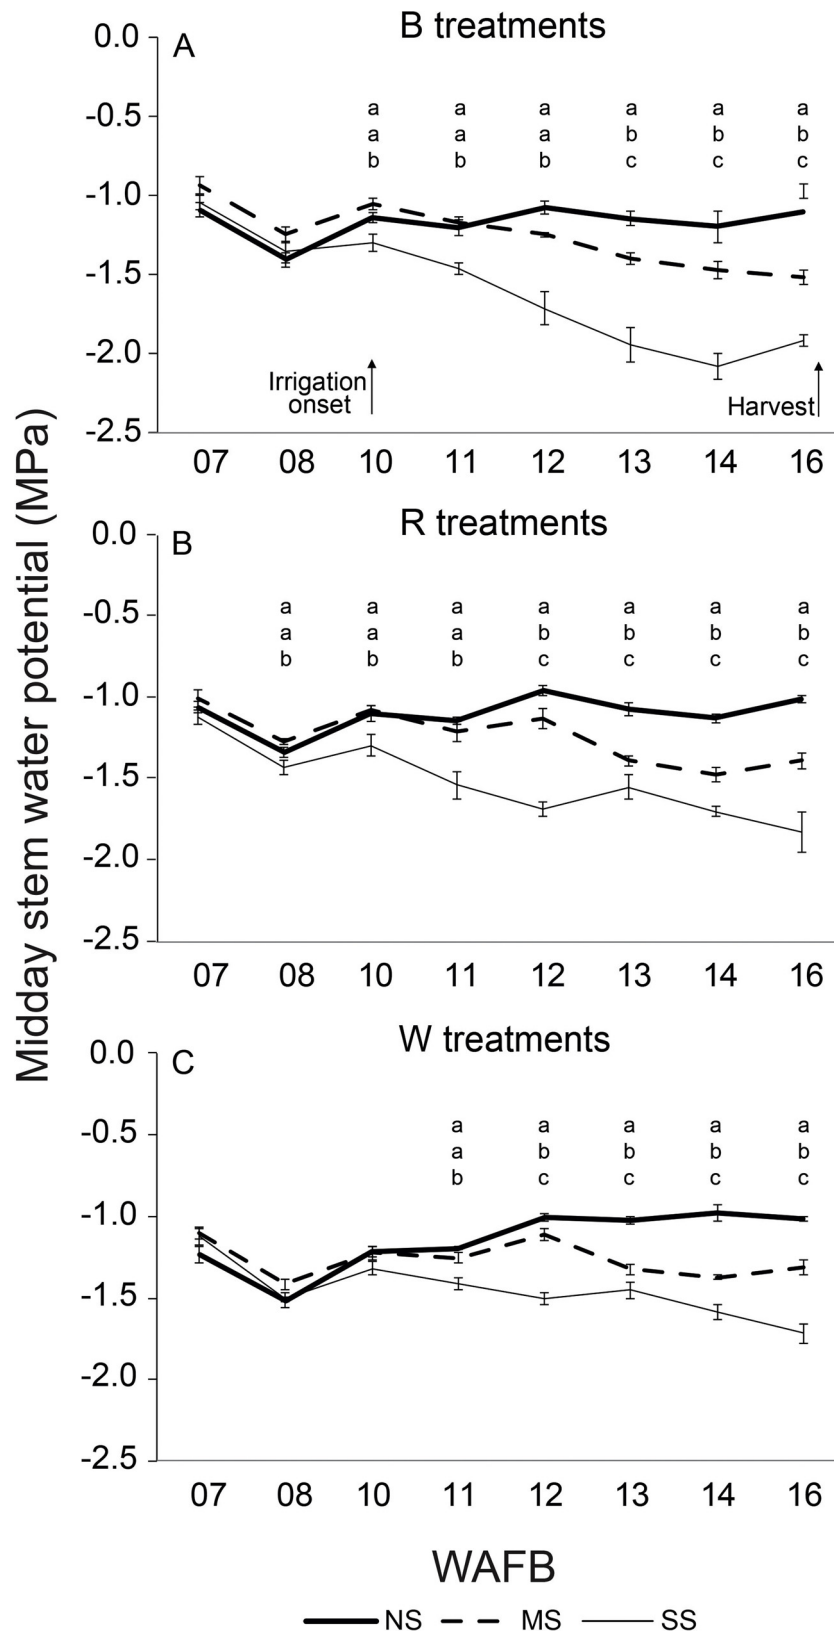 B treatments
A
0.0
-0.5
-1.0
-1.5
-2.0
-2.5
a a a a a a
a a a b b b
b b b c c c
Irrigation
onset
Harvest
07 08 10 11 12 13 14 16
R treatments
B
0.0
-0.5
-1.0
-1.5
-2.0
-2.5
a a a a a a a
a a a b b b b
b b b c c c c
07 08 10 11 12 13 14 16
W treatments
C
0.0
-0.5
-1.0
-1.5
-2.0
-2.5
a a a a a
a b b b b
b c c c c
07 08 10 11 12 13 14 16
Midday stem water potential (MPa)
WAFB
NS MS SS